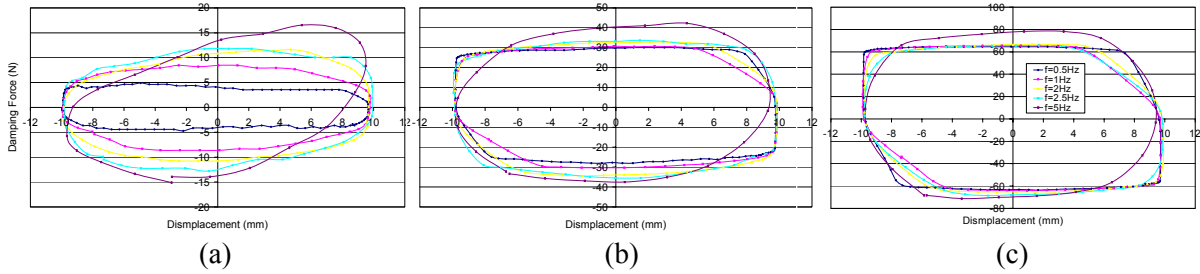 20
15
10
5
0
-5
-10
-15
-20
-12 -10 -8 -6 -4 -2 0 2 4 6 8 10 12
Damping Force (N)
Dismplacement (mm)
(a)
50
40
30
20
10
0
-10
-20
-30
-40
-50
-12 -10 -8 -6 -4 -2 0 2 4 6 8 10 12
Dismplacement (mm)
(b)
100
80
60
40
20
0
-20
-40
-60
-80
-12 -10 -8 -6 -4 -2 0 2 4 6 8 10 12
f=0.5Hz
f=1Hz
f=2Hz
f=2.5Hz
f=5Hz
Dismplacement (mm)
(c)